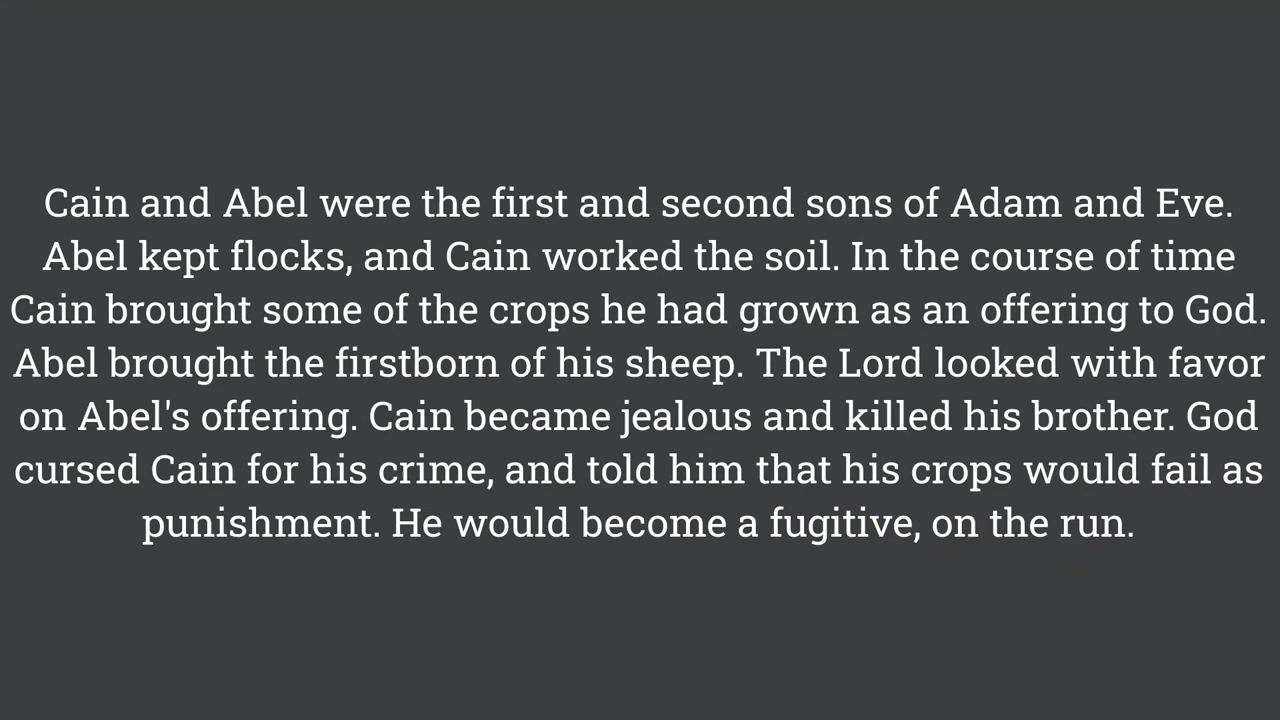 Cain and Abel were the first and second sons of Adam and Eve.
Abel kept flocks, and Cain worked the soil. In the course of time
Cain brought some of the crops he had grown as an offering to God.
Abel brought the firstborn of his sheep. The Lord looked with favor
on Abel's offering. Cain became jealous and killed his brother. God
cursed Cain for his crime, and told him that his crops would fail as
punishment. He would become a fugitive, on the run.